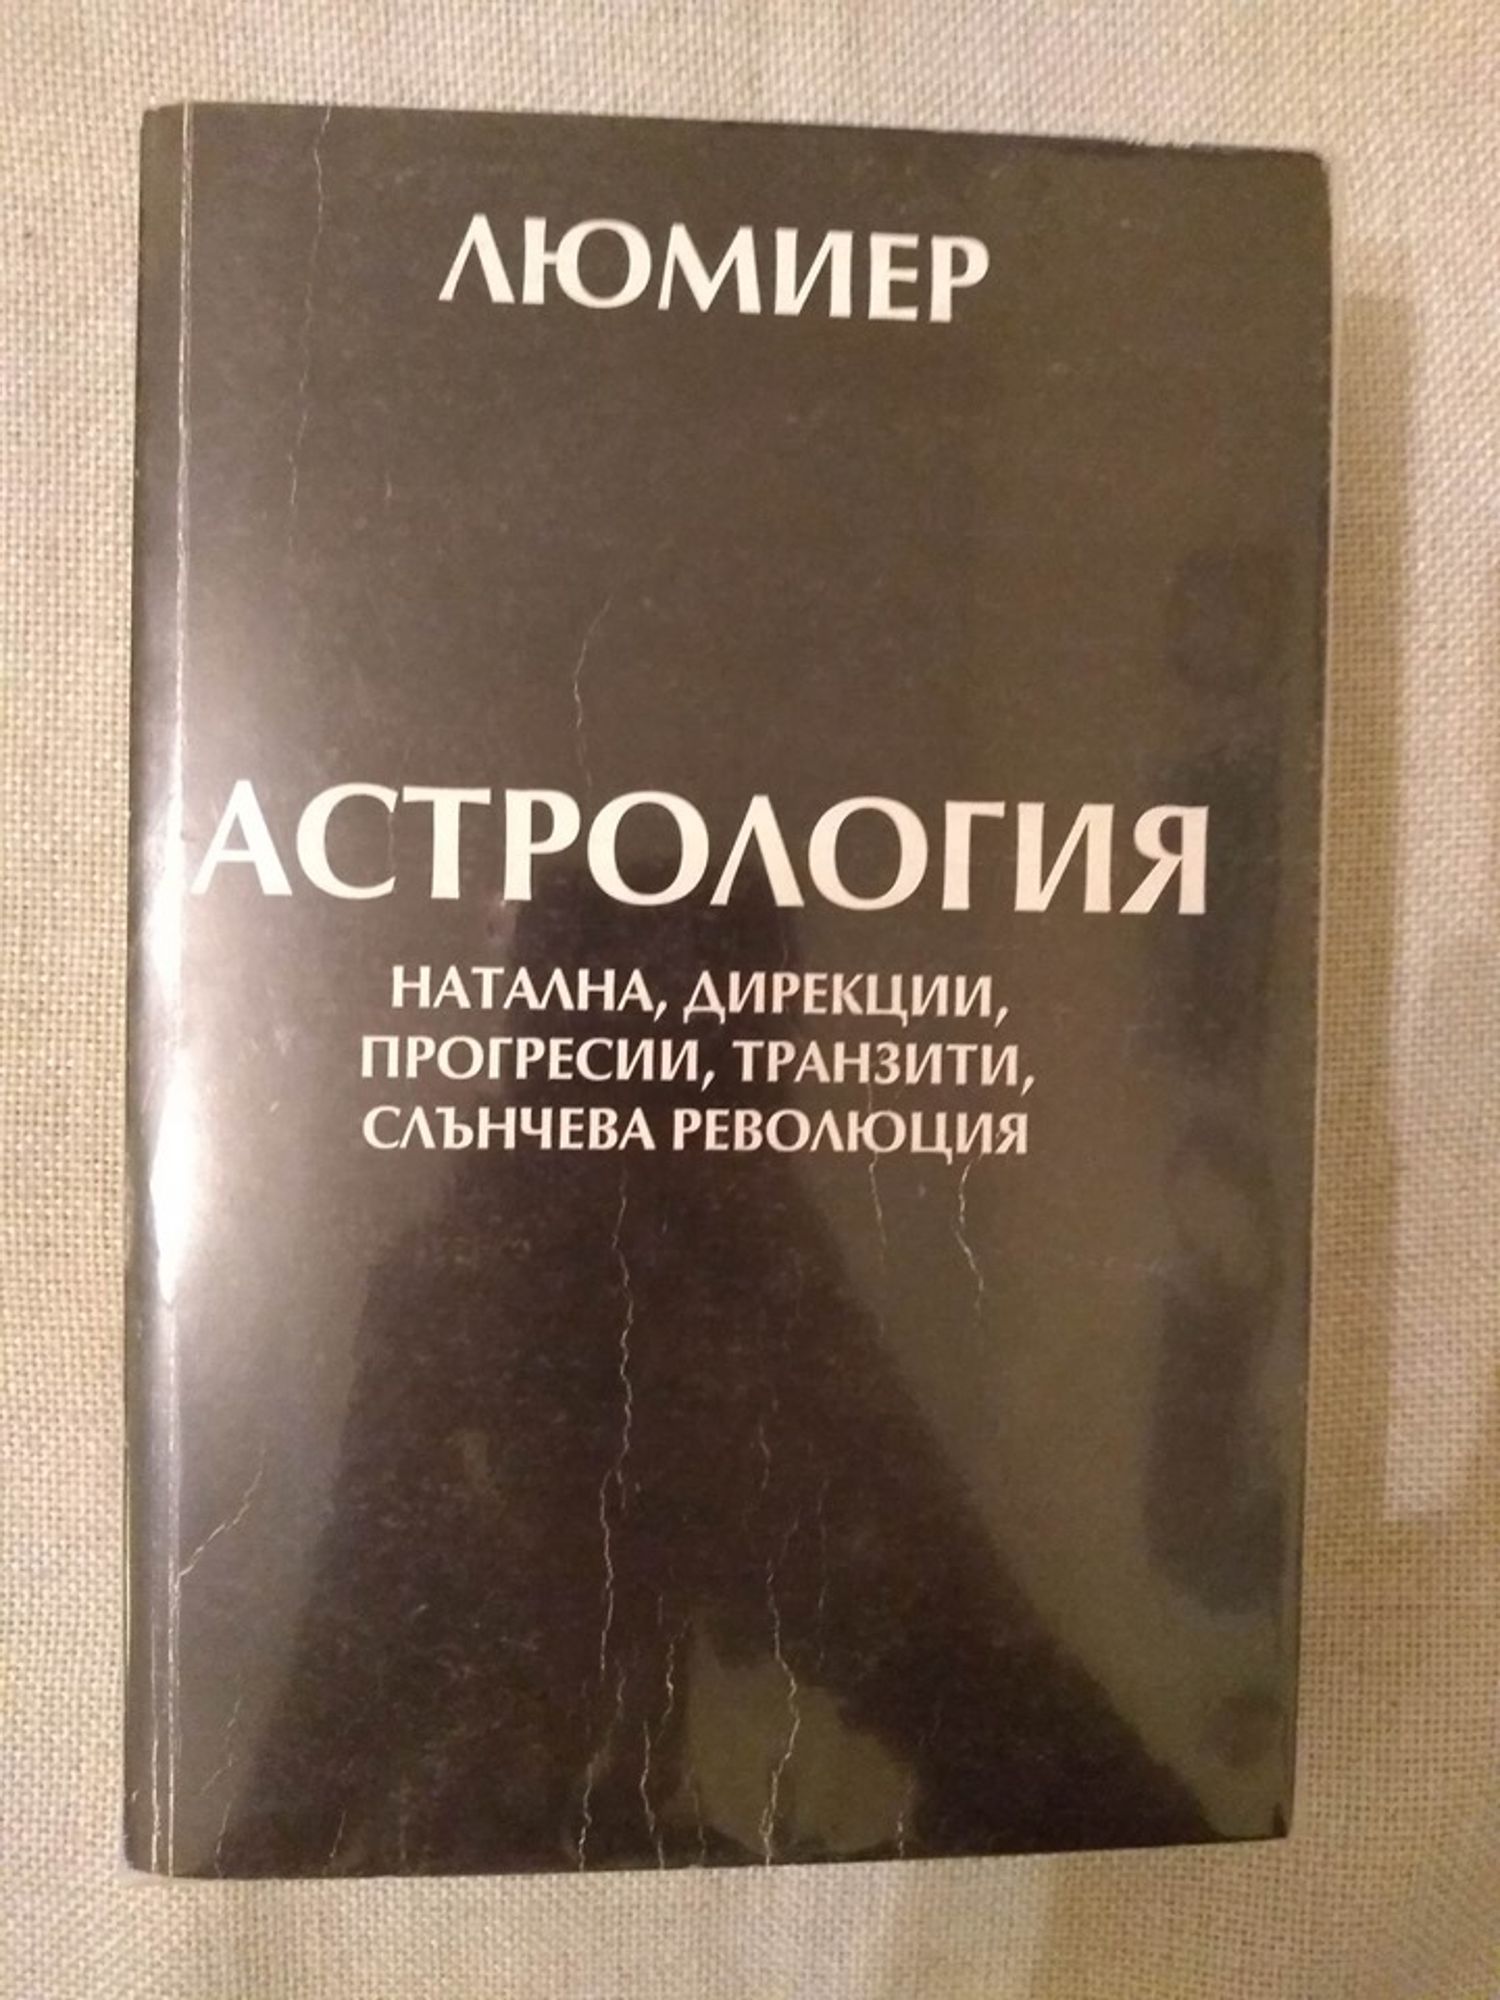 ЛЮМИЕР
АСТРОЛОГИЯ
НАТАЛНА, ДИРЕКЦИИ,
ПРОГРЕСИИ, ТРАНЗИТИ,
СЛЪНЧЕВА РЕВОЛЮЦИЯ